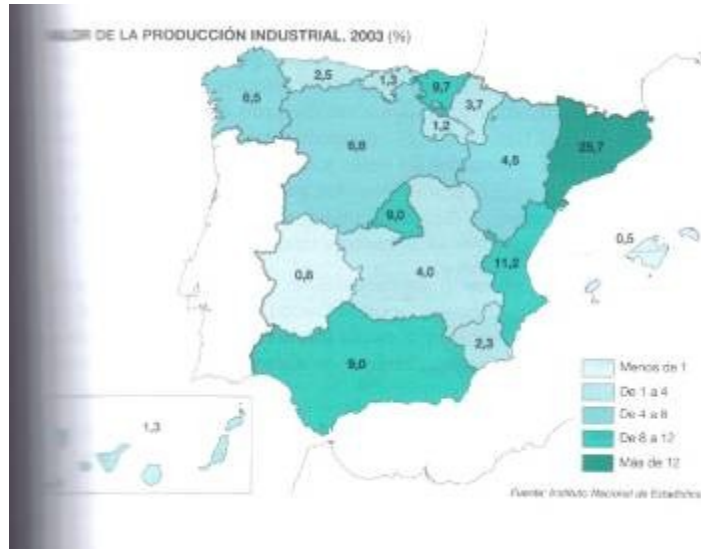 DE LA PRODUCCIÓN INDUSTRIAL. 2003 (%)
2,5
1,3
9,7
3,7
6,5
1,2
25,7
4,5
9,0
0,5
0,8
4,0
11,2
2,3
9,0
1,3
Menos de 1
De 1 a 4
De 4 a 8
De 8 a 12
Más de 12
Fuente: Instituto Nacional de Estadística